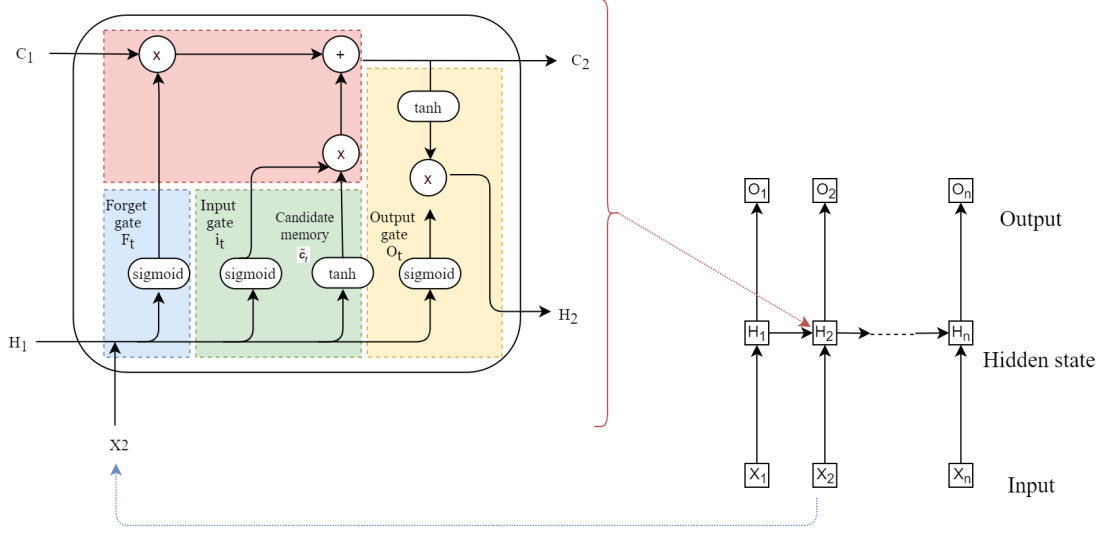 C₁
x
+
C₂
tanh
x
x
Forget
gate
Fₜ
Input
gate
iₜ
Candidate
memory
c̃ₜ
Output
gate
Oₜ
sigmoid
sigmoid
tanh
sigmoid
H₁
H₂
X2
O₁
O₂
Oₙ
Output
H₁
H₂
Hₙ
Hidden state
X₁
X₂
Xₙ
Input